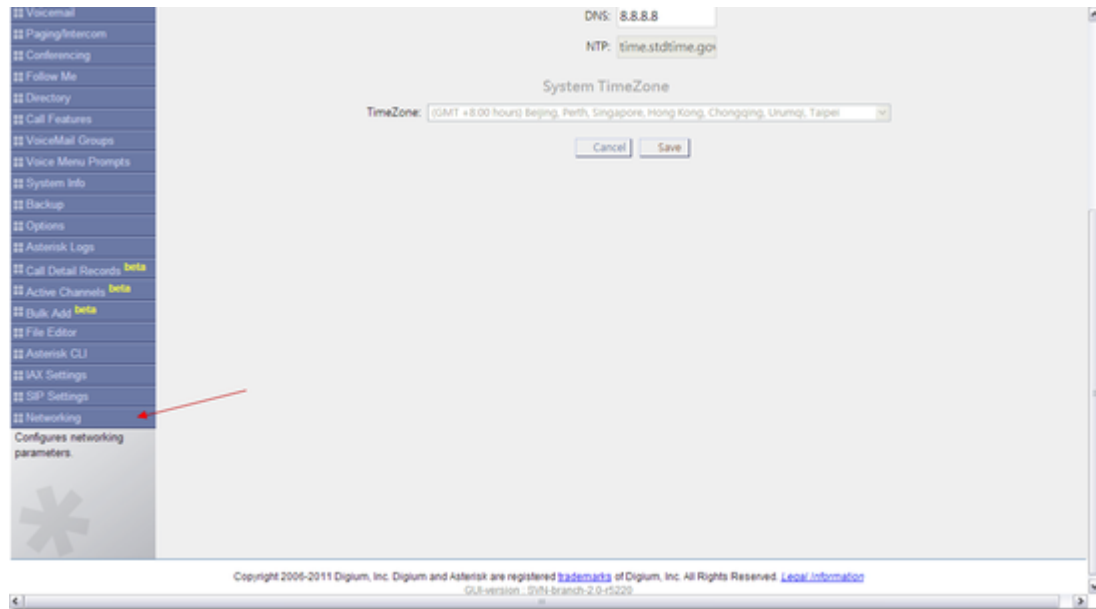 Voicemail
Paging/Intercom
Conferencing
Follow Me
Directory
Call Features
VoiceMail Groups
Voice Menu Prompts
System Info
Backup
Options
Asterisk Logs
Call Detail Records beta
Active Channels beta
Bulk Add beta
File Editor
Asterisk CLI
IAX Settings
SIP Settings
Networking
Configures networking
parameters.
DNS: 8.8.8.8
NTP: time.stdtime.gov
System TimeZone
TimeZone: (GMT +8:00 hours) Beijing, Perth, Singapore, Hong Kong, Chongqing, Urumqi, Taipei
Cancel Save
Copyright 2006-2011 Digium, Inc. Digium and Asterisk are registered trademarks of Digium, Inc. All Rights Reserved. Legal Information
GUI-version : SVN-branch-2.0-r5220